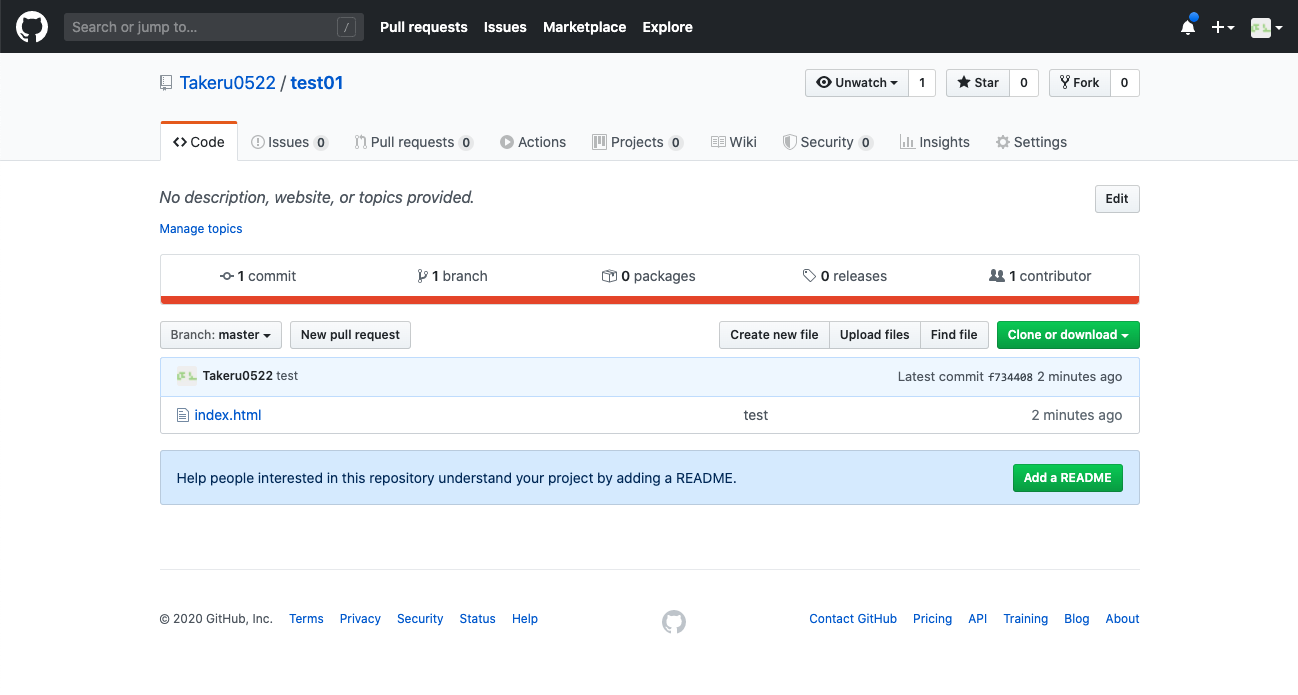 Search or jump to... / Pull requests Issues Marketplace Explore
Takeru0522 / test01 Unwatch 1 Star 0 Fork 0
Code Issues 0 Pull requests 0 Actions Projects 0 Wiki Security 0 Insights Settings
No description, website, or topics provided. Edit
Manage topics
1 commit 1 branch 0 packages 0 releases 1 contributor
Branch: master New pull request Create new file Upload files Find file Clone or download
Takeru0522 test Latest commit f734408 2 minutes ago
index.html test 2 minutes ago
Help people interested in this repository understand your project by adding a README. Add a README
© 2020 GitHub, Inc. Terms Privacy Security Status Help Contact GitHub Pricing API Training Blog About